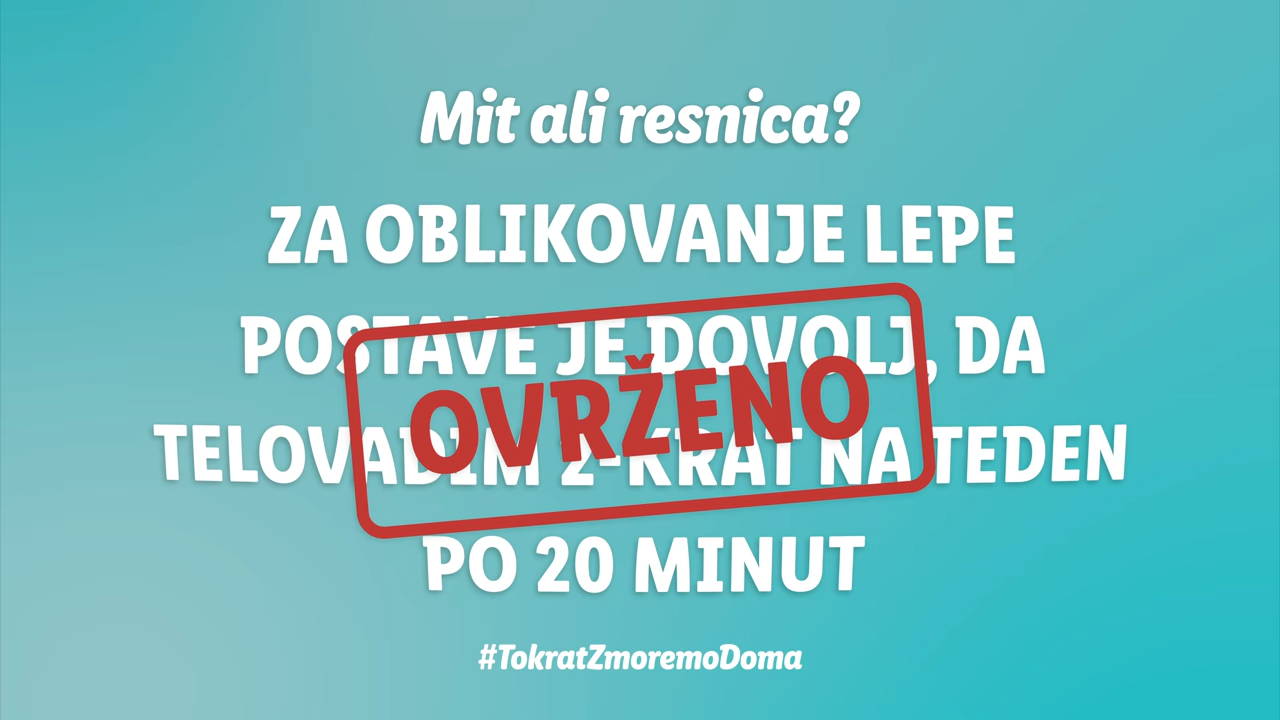 Mit ali resnica?
ZA OBLIKOVANJE LEPE
POSTAVE JE DOVOLJ, DA
TELOVADIM 2-KRAT NA TEDEN
PO 20 MINUT
OVRŽENO
#TokratZmoremoDoma